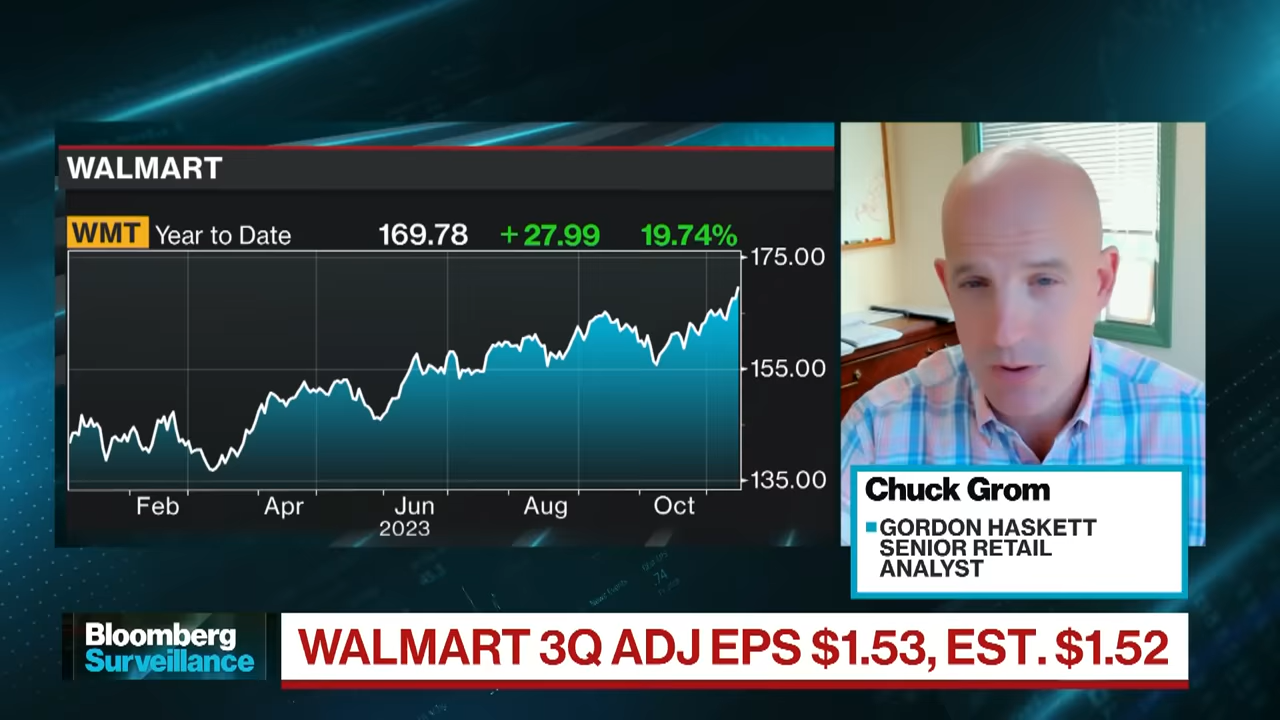 WALMART
WMT Year to Date 169.78 +27.99 19.74%
175.00
155.00
135.00
Feb Apr Jun Aug Oct
2023
Chuck Grom
GORDON HASKETT
SENIOR RETAIL
ANALYST
Bloomberg
Surveillance
WALMART 3Q ADJ EPS $1.53, EST. $1.52